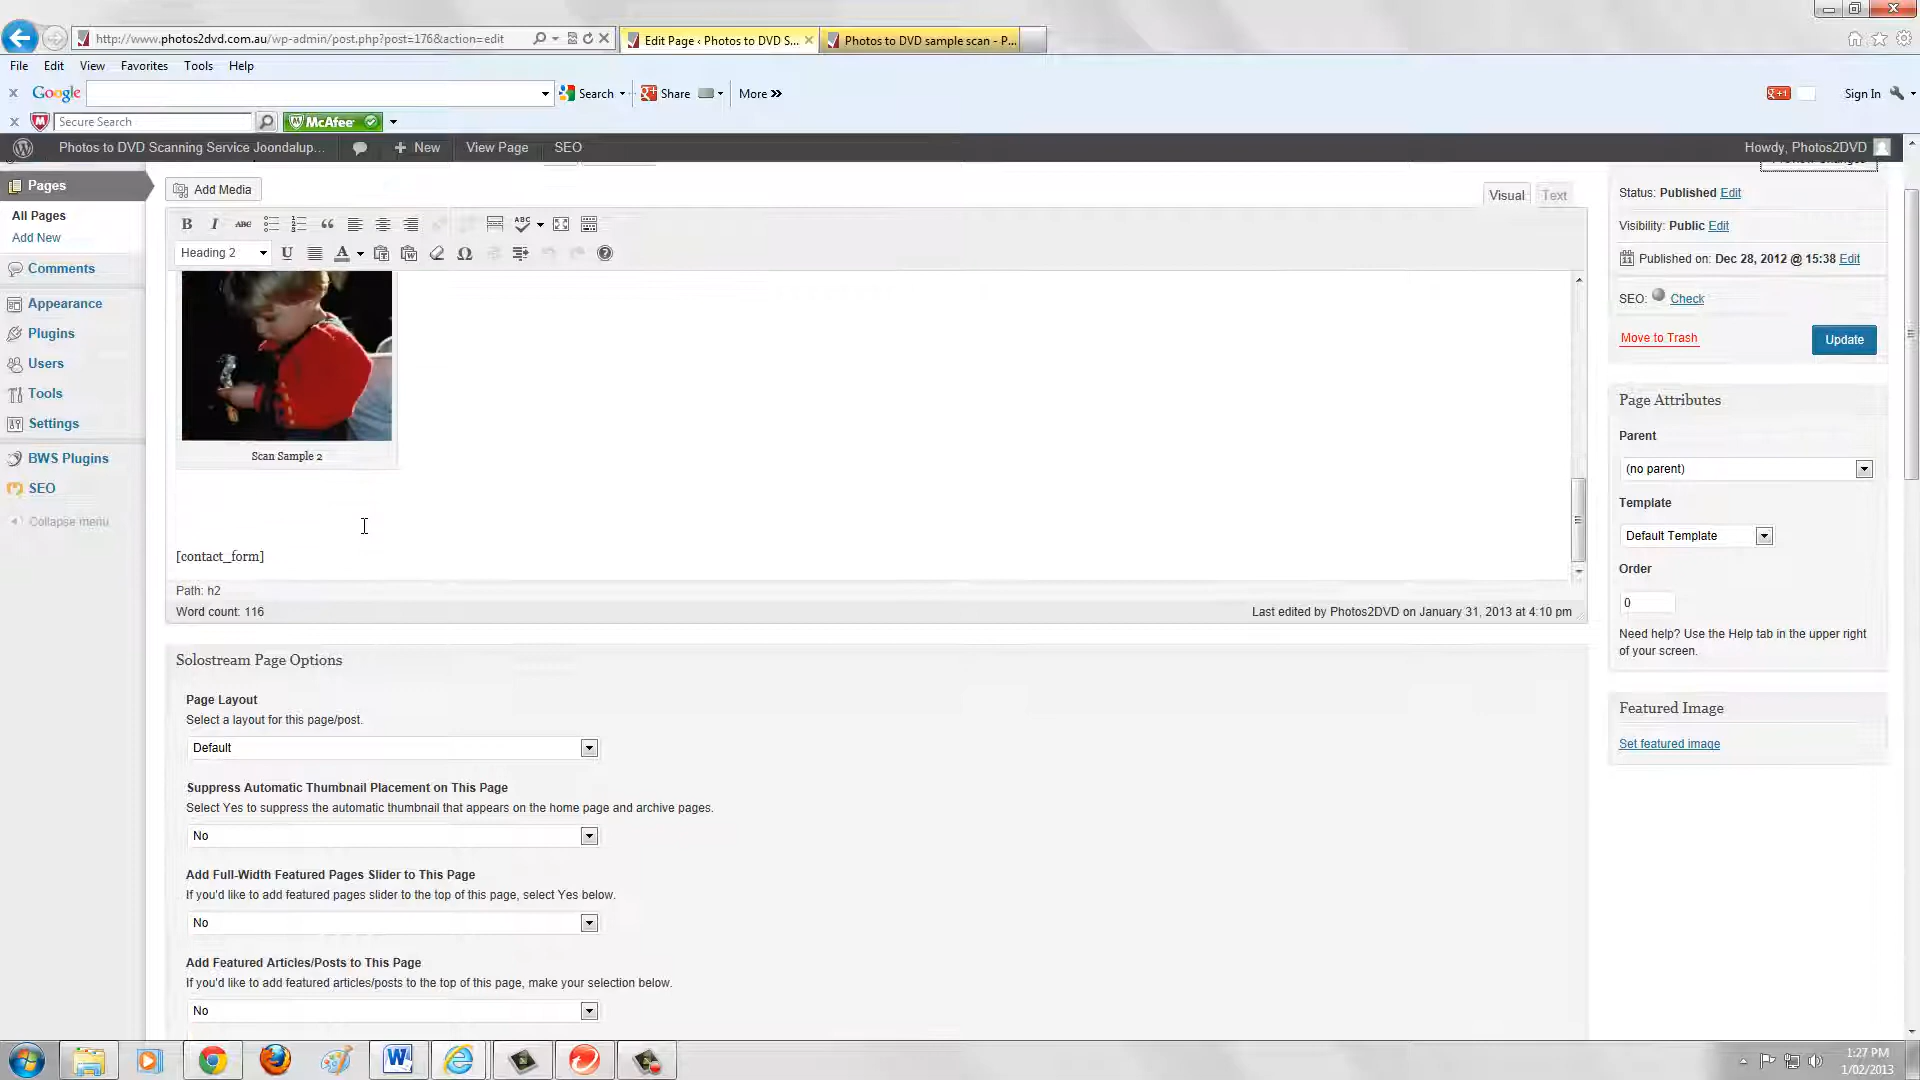 http://www.photos2dvd.com.au/wp-admin/post.php?post=176&action=edit
Edit Page ‹ Photos to DVD S...
Photos to DVD sample scan - P...
File Edit View Favorites Tools Help
Google Search Share More »
+1 Sign In
Secure Search McAfee
Photos to DVD Scanning Service Joondalup... + New View Page SEO Howdy, Photos2DVD
Pages
All Pages
Add New
Comments
Appearance
Plugins
Users
Tools
Settings
BWS Plugins
SEO
Collapse menu
Add Media Visual Text
B I ABC ABC
Heading 2 U A Ω
Scan Sample 2
[contact_form]
Path: h2
Word count: 116 Last edited by Photos2DVD on January 31, 2013 at 4:10 pm
Solostream Page Options
Page Layout
Select a layout for this page/post.
Default
Suppress Automatic Thumbnail Placement on This Page
Select Yes to suppress the automatic thumbnail that appears on the home page and archive pages.
No
Add Full-Width Featured Pages Slider to This Page
If you'd like to add featured pages slider to the top of this page, select Yes below.
No
Add Featured Articles/Posts to This Page
If you'd like to add featured articles/posts to the top of this page, make your selection below.
No
Status: Published Edit
Visibility: Public Edit
Published on: Dec 28, 2012 @ 15:38 Edit
SEO: Check
Move to Trash Update
Page Attributes
Parent
(no parent)
Template
Default Template
Order
0
Need help? Use the Help tab in the upper right
of your screen.
Featured Image
Set featured image
1:27 PM
1/02/2013